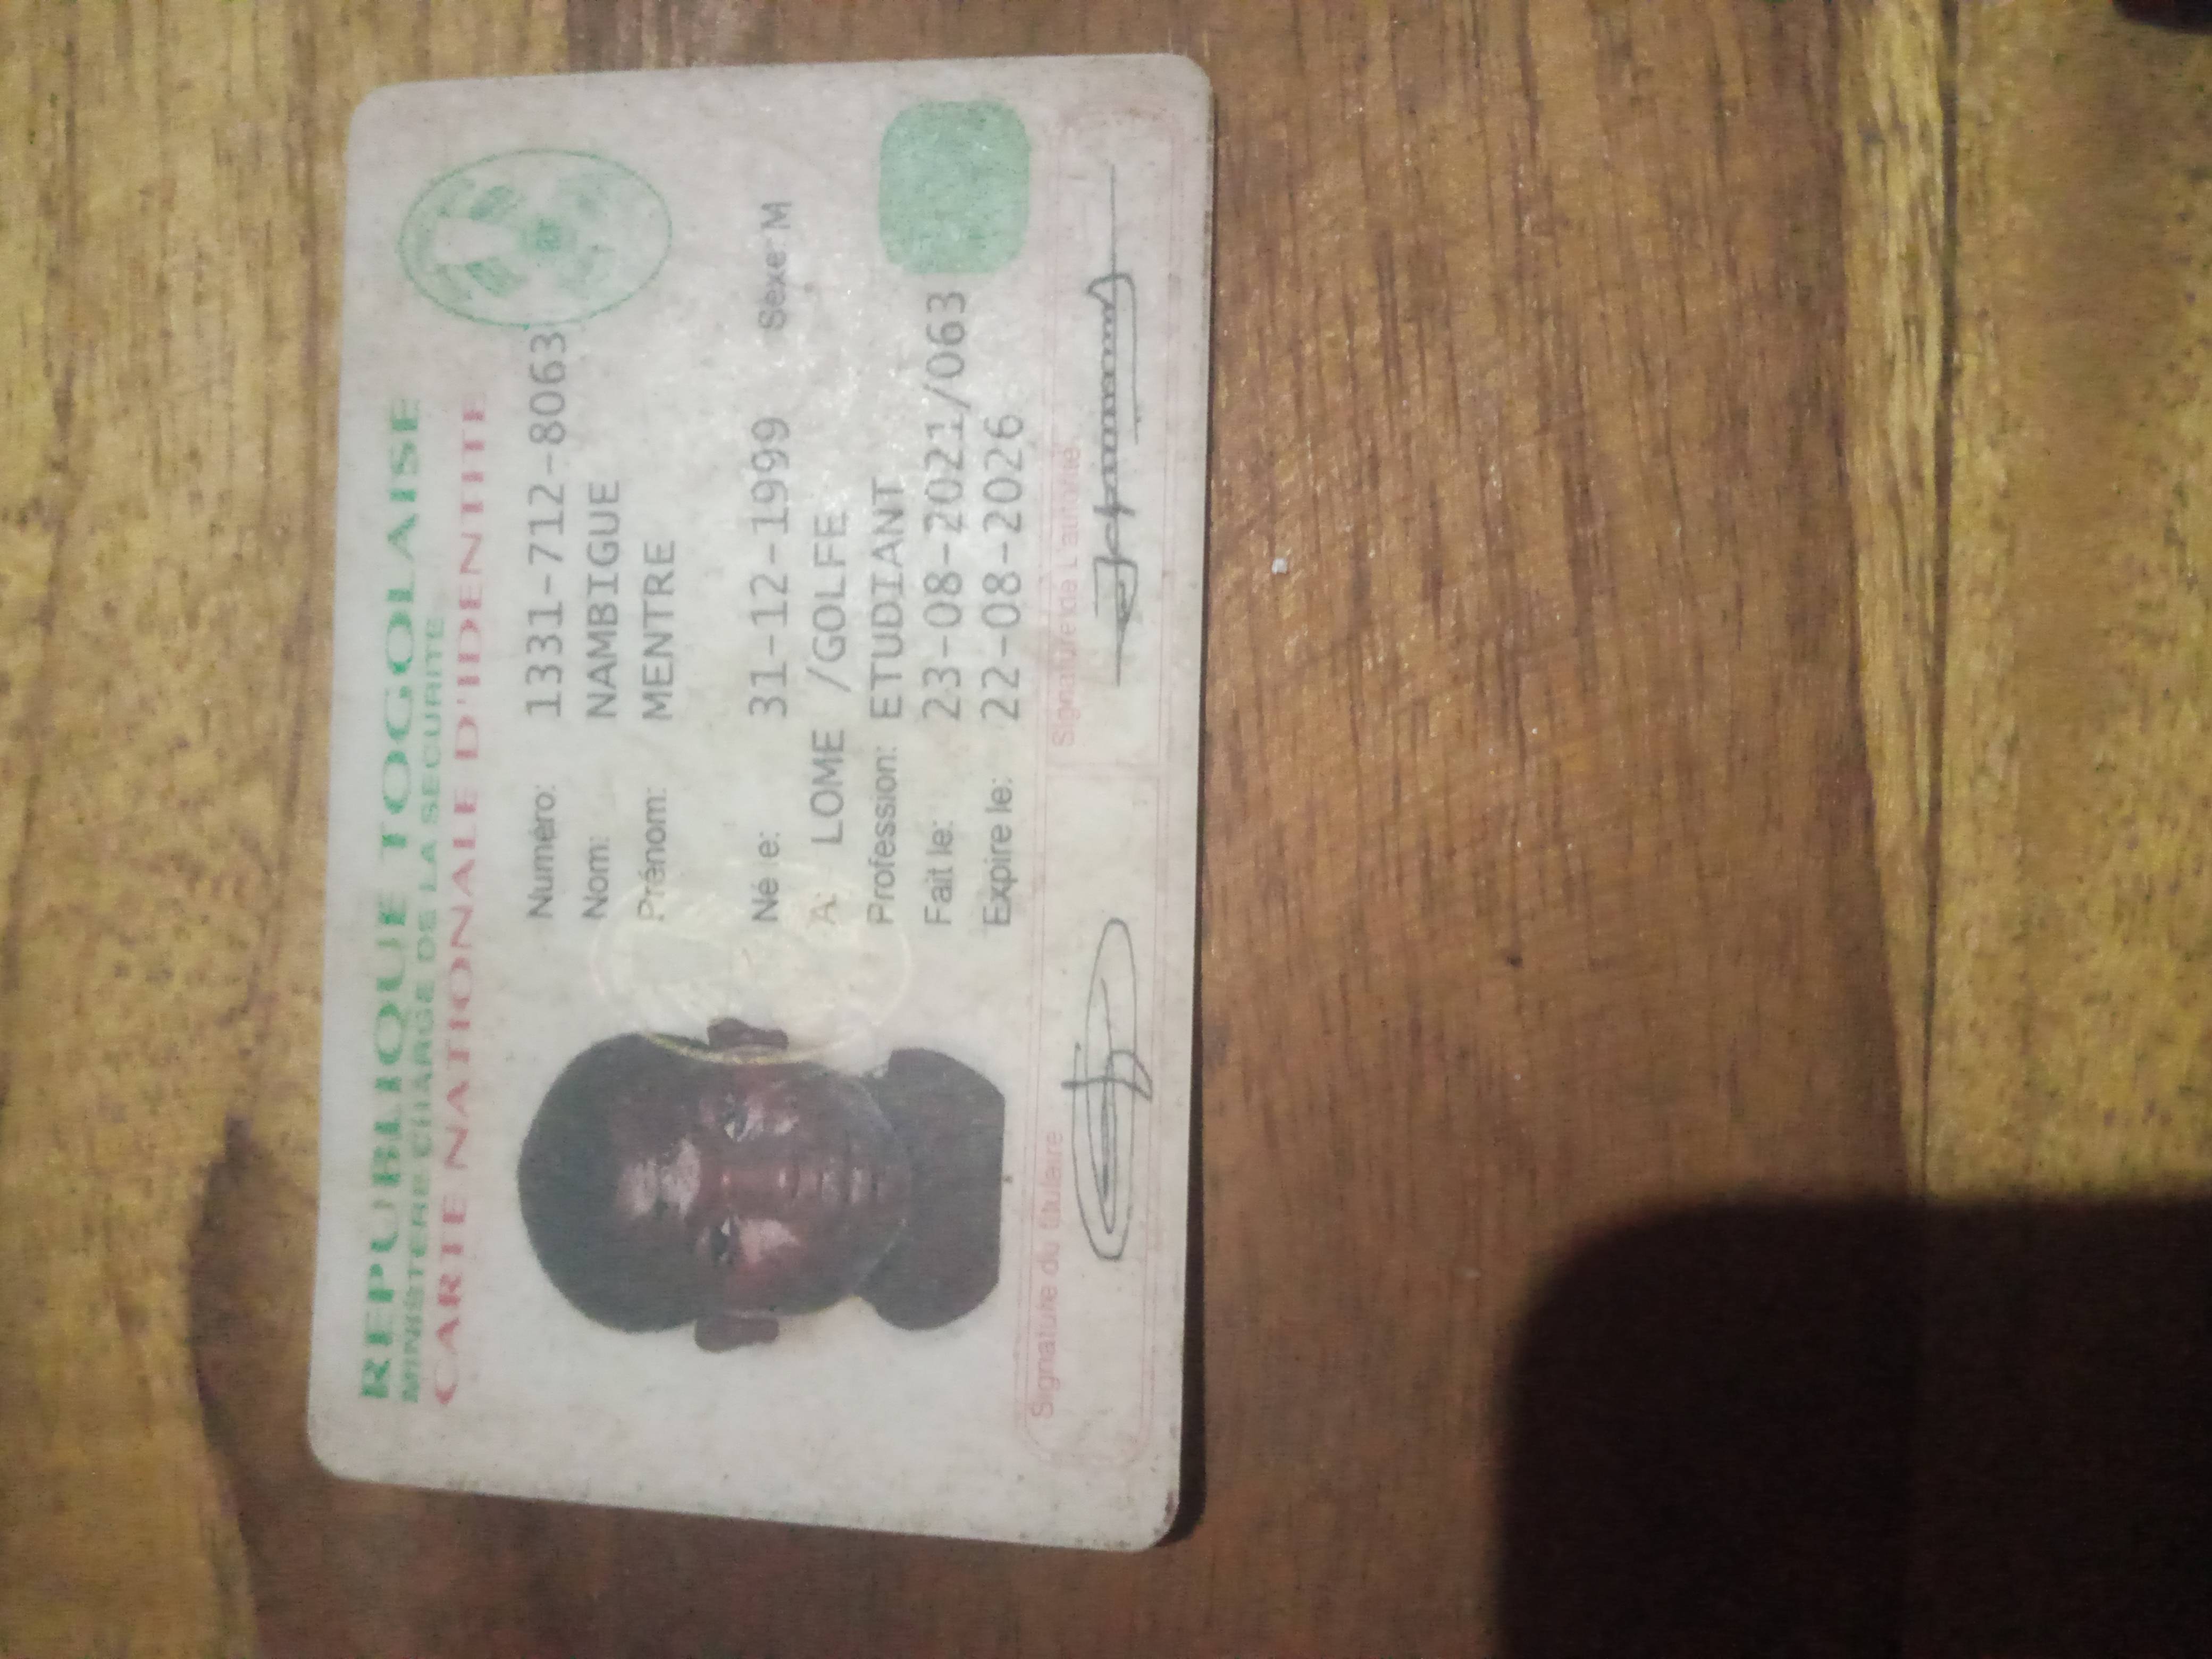 REPUBLIQUE TOGOLAISE
MINISTERE CHARGE DE LA SECURITE
CARTE NATIONALE D'IDENTITE
Numéro: 1331-712-8063
Nom: NAMBIGUE
Prénom: MENTRE
Né e: 31-12-1999 Sexe: M
A: LOME /GOLFE
Profession: ETUDIANT
Fait le: 23-08-2021/063
Expire le: 22-08-2026
Signature du titulaire
Signature de L'autorité